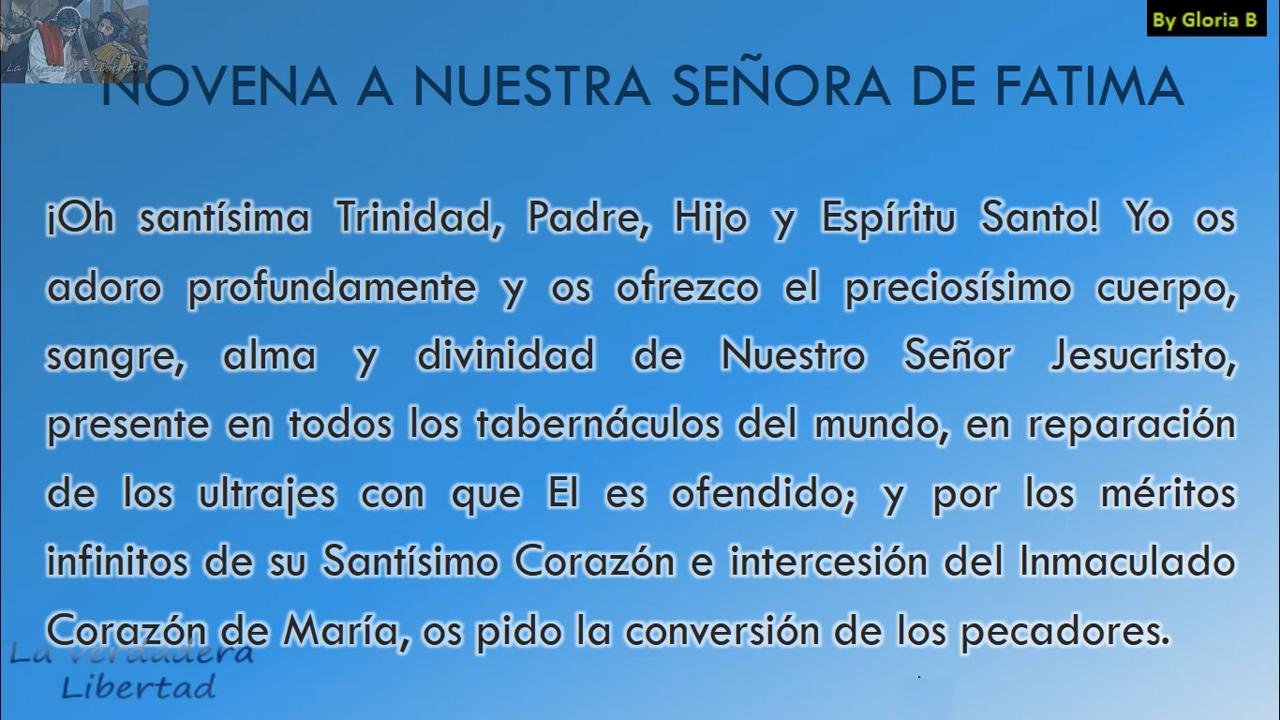 By Gloria B
La verdadera Libertad
NOVENA A NUESTRA SEÑORA DE FATIMA
¡Oh santísima Trinidad, Padre, Hijo y Espíritu Santo! Yo os
adoro profundamente y os ofrezco el preciosísimo cuerpo,
sangre, alma y divinidad de Nuestro Señor Jesucristo,
presente en todos los tabernáculos del mundo, en reparación
de los ultrajes con que El es ofendido; y por los méritos
infinitos de su Santísimo Corazón e intercesión del Inmaculado
Corazón de María, os pido la conversión de los pecadores.
La verdadera
Libertad